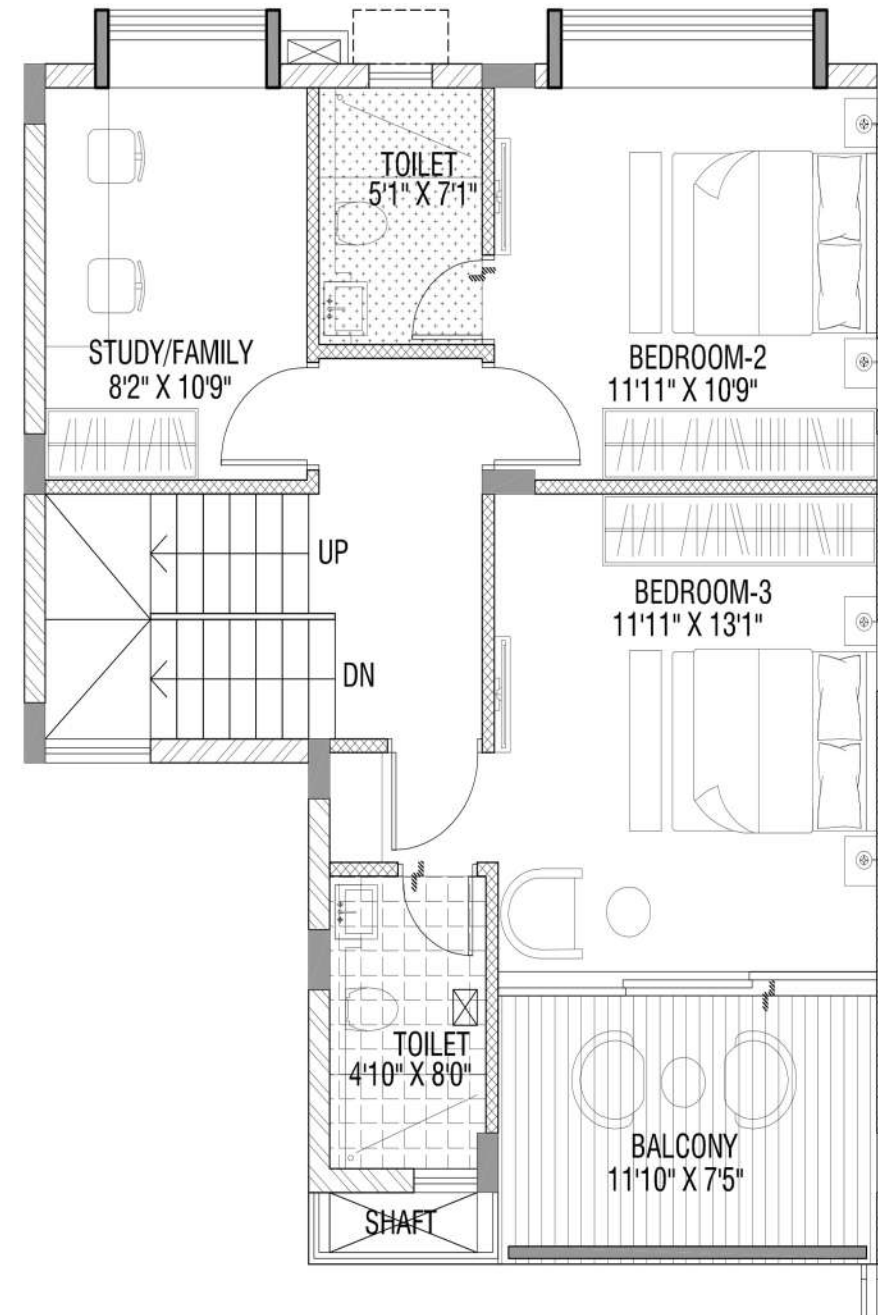 TOILET
5'1" X 7'1"
STUDY/FAMILY
8'2" X 10'9"
BEDROOM-2
11'11" X 10'9"
UP
BEDROOM-3
11'11" X 13'1"
DN
TOILET
4'10" X 8'0"
BALCONY
11'10" X 7'5"
SHAFT